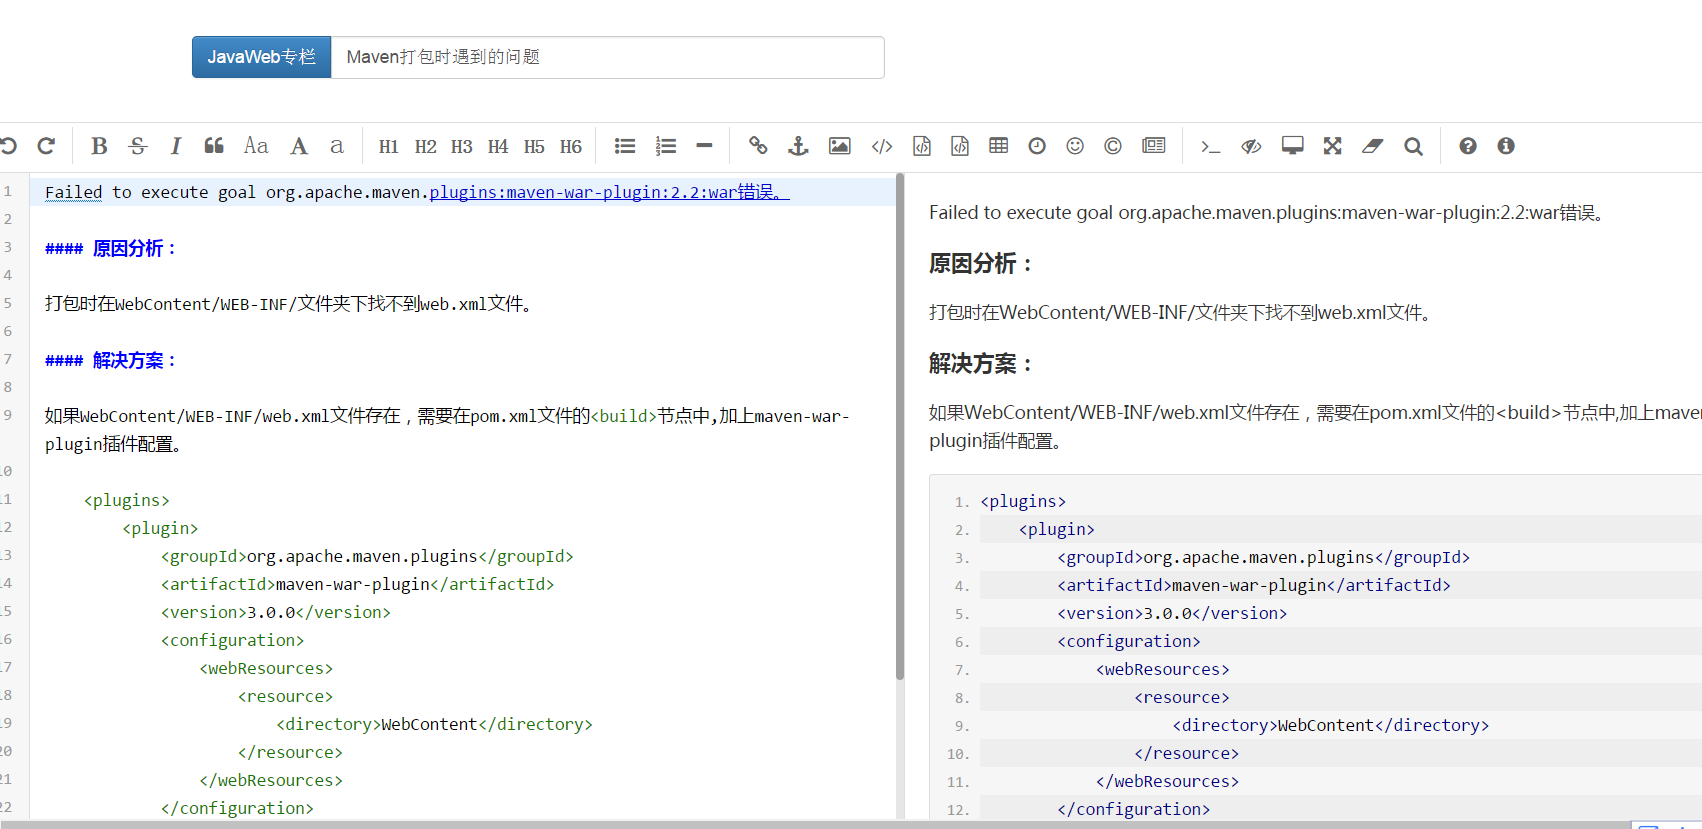 JavaWeb专栏 Maven打包时遇到的问题
B S I Aa A a H1 H2 H3 H4 H5 H6
1 Failed to execute goal org.apache.maven.plugins:maven-war-plugin:2.2:war错误。
2
3 #### 原因分析：
4
5 打包时在WebContent/WEB-INF/文件夹下找不到web.xml文件。
6
7 #### 解决方案：
8
9 如果WebContent/WEB-INF/web.xml文件存在，需要在pom.xml文件的<build>节点中,加上maven-war-
plugin插件配置。
10
11 <plugins>
12 <plugin>
13 <groupId>org.apache.maven.plugins</groupId>
14 <artifactId>maven-war-plugin</artifactId>
15 <version>3.0.0</version>
16 <configuration>
17 <webResources>
18 <resource>
19 <directory>WebContent</directory>
20 </resource>
21 </webResources>
22 </configuration>
Failed to execute goal org.apache.maven.plugins:maven-war-plugin:2.2:war错误。
原因分析：
打包时在WebContent/WEB-INF/文件夹下找不到web.xml文件。
解决方案：
如果WebContent/WEB-INF/web.xml文件存在，需要在pom.xml文件的<build>节点中,加上maven
plugin插件配置。
1. <plugins>
2. <plugin>
3. <groupId>org.apache.maven.plugins</groupId>
4. <artifactId>maven-war-plugin</artifactId>
5. <version>3.0.0</version>
6. <configuration>
7. <webResources>
8. <resource>
9. <directory>WebContent</directory>
10. </resource>
11. </webResources>
12. </configuration>